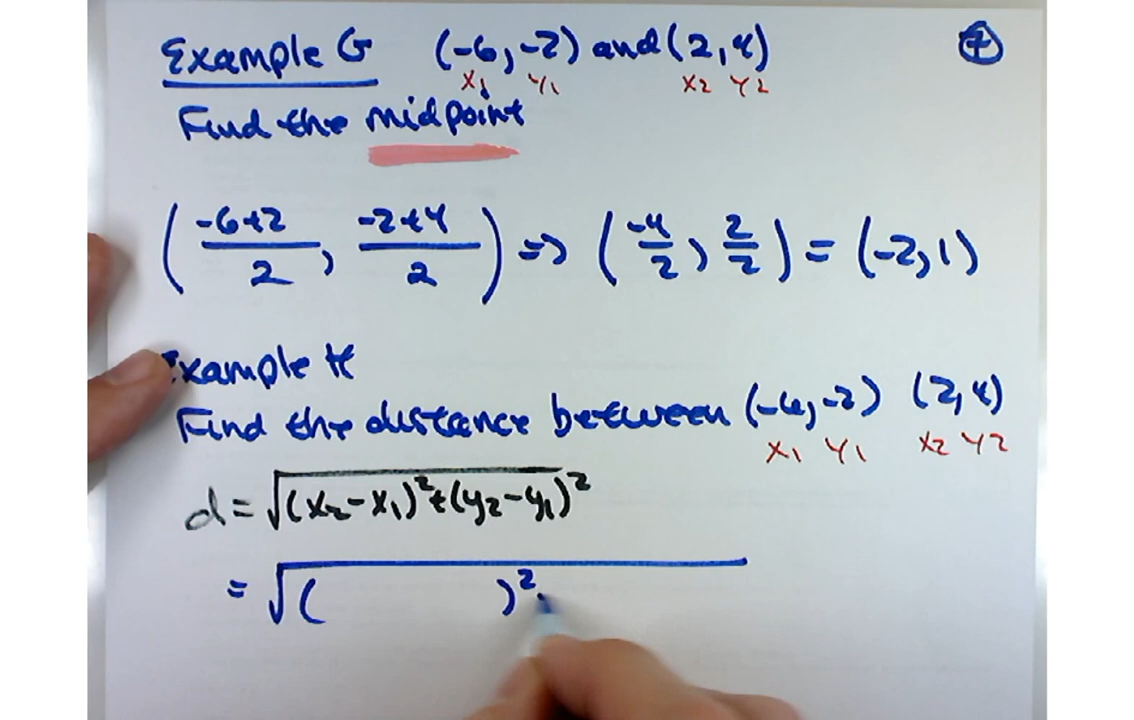 Example G (-6,-2) and (2,4)
x₁ y₁ x₂ y₂
Find the midpoint
(-6+2/2, -2+4/2) => (-4/2, 2/2) = (-2,1)
Example H
Find the distance between (-6,-2) (2,4)
x₁ y₁ x₂ y₂
d = √(x₂-x₁)²+(y₂-y₁)²
= √( )²